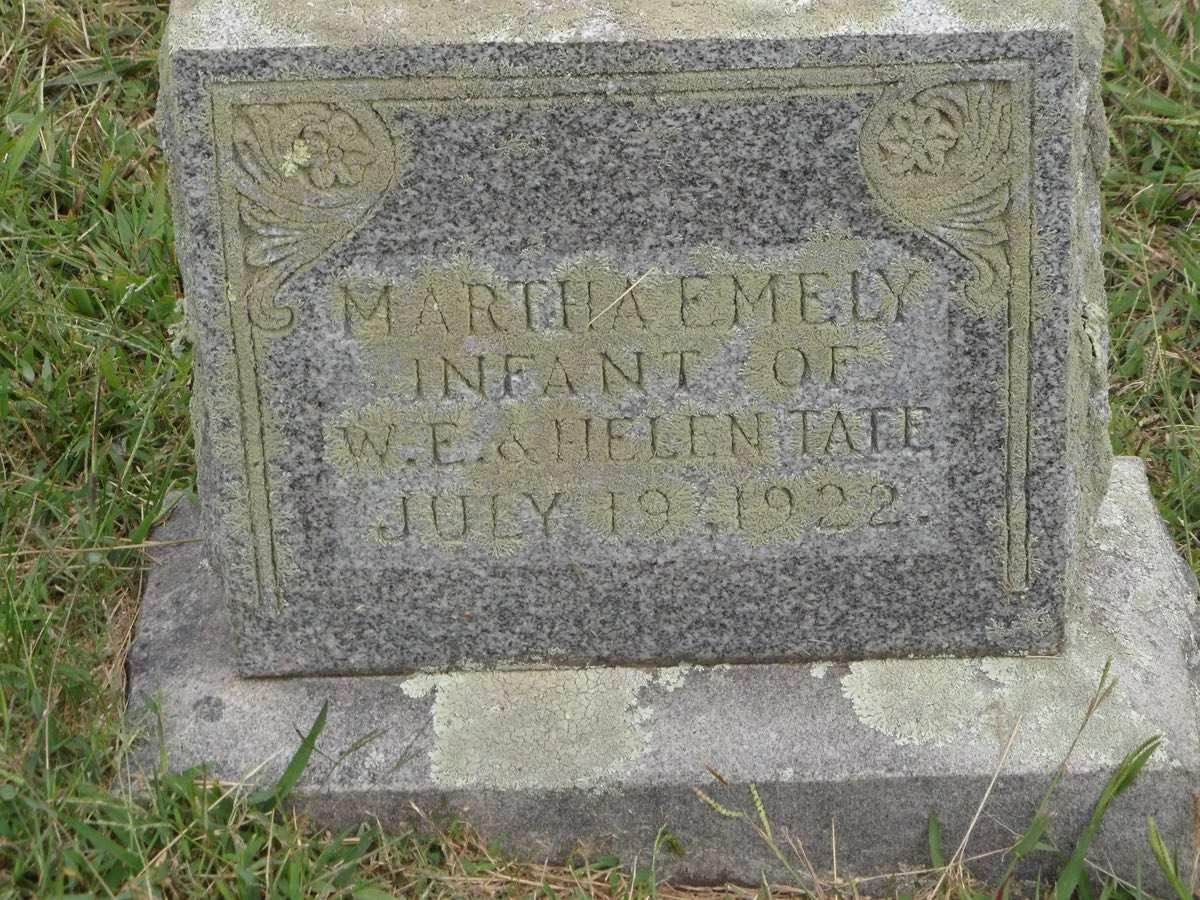 MARTHA EMELY
INFANT OF
W.E. & HELEN TATE
JULY 19, 1922.